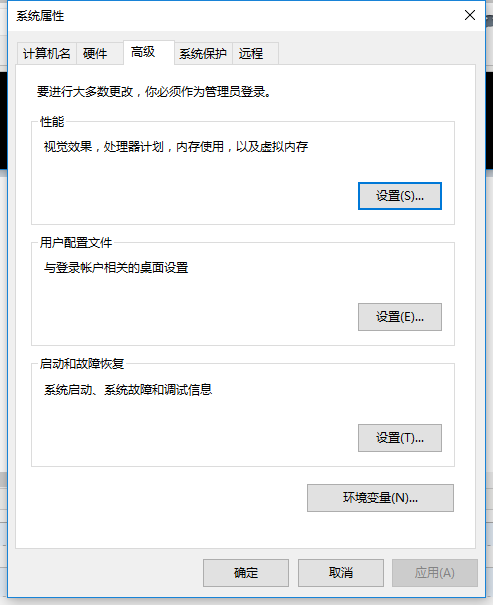 系统属性
计算机名 硬件 高级 系统保护 远程
要进行大多数更改，你必须作为管理员登录。
性能
视觉效果，处理器计划，内存使用，以及虚拟内存
设置(S)...
用户配置文件
与登录帐户相关的桌面设置
设置(E)...
启动和故障恢复
系统启动、系统故障和调试信息
设置(T)...
环境变量(N)...
确定 取消 应用(A)